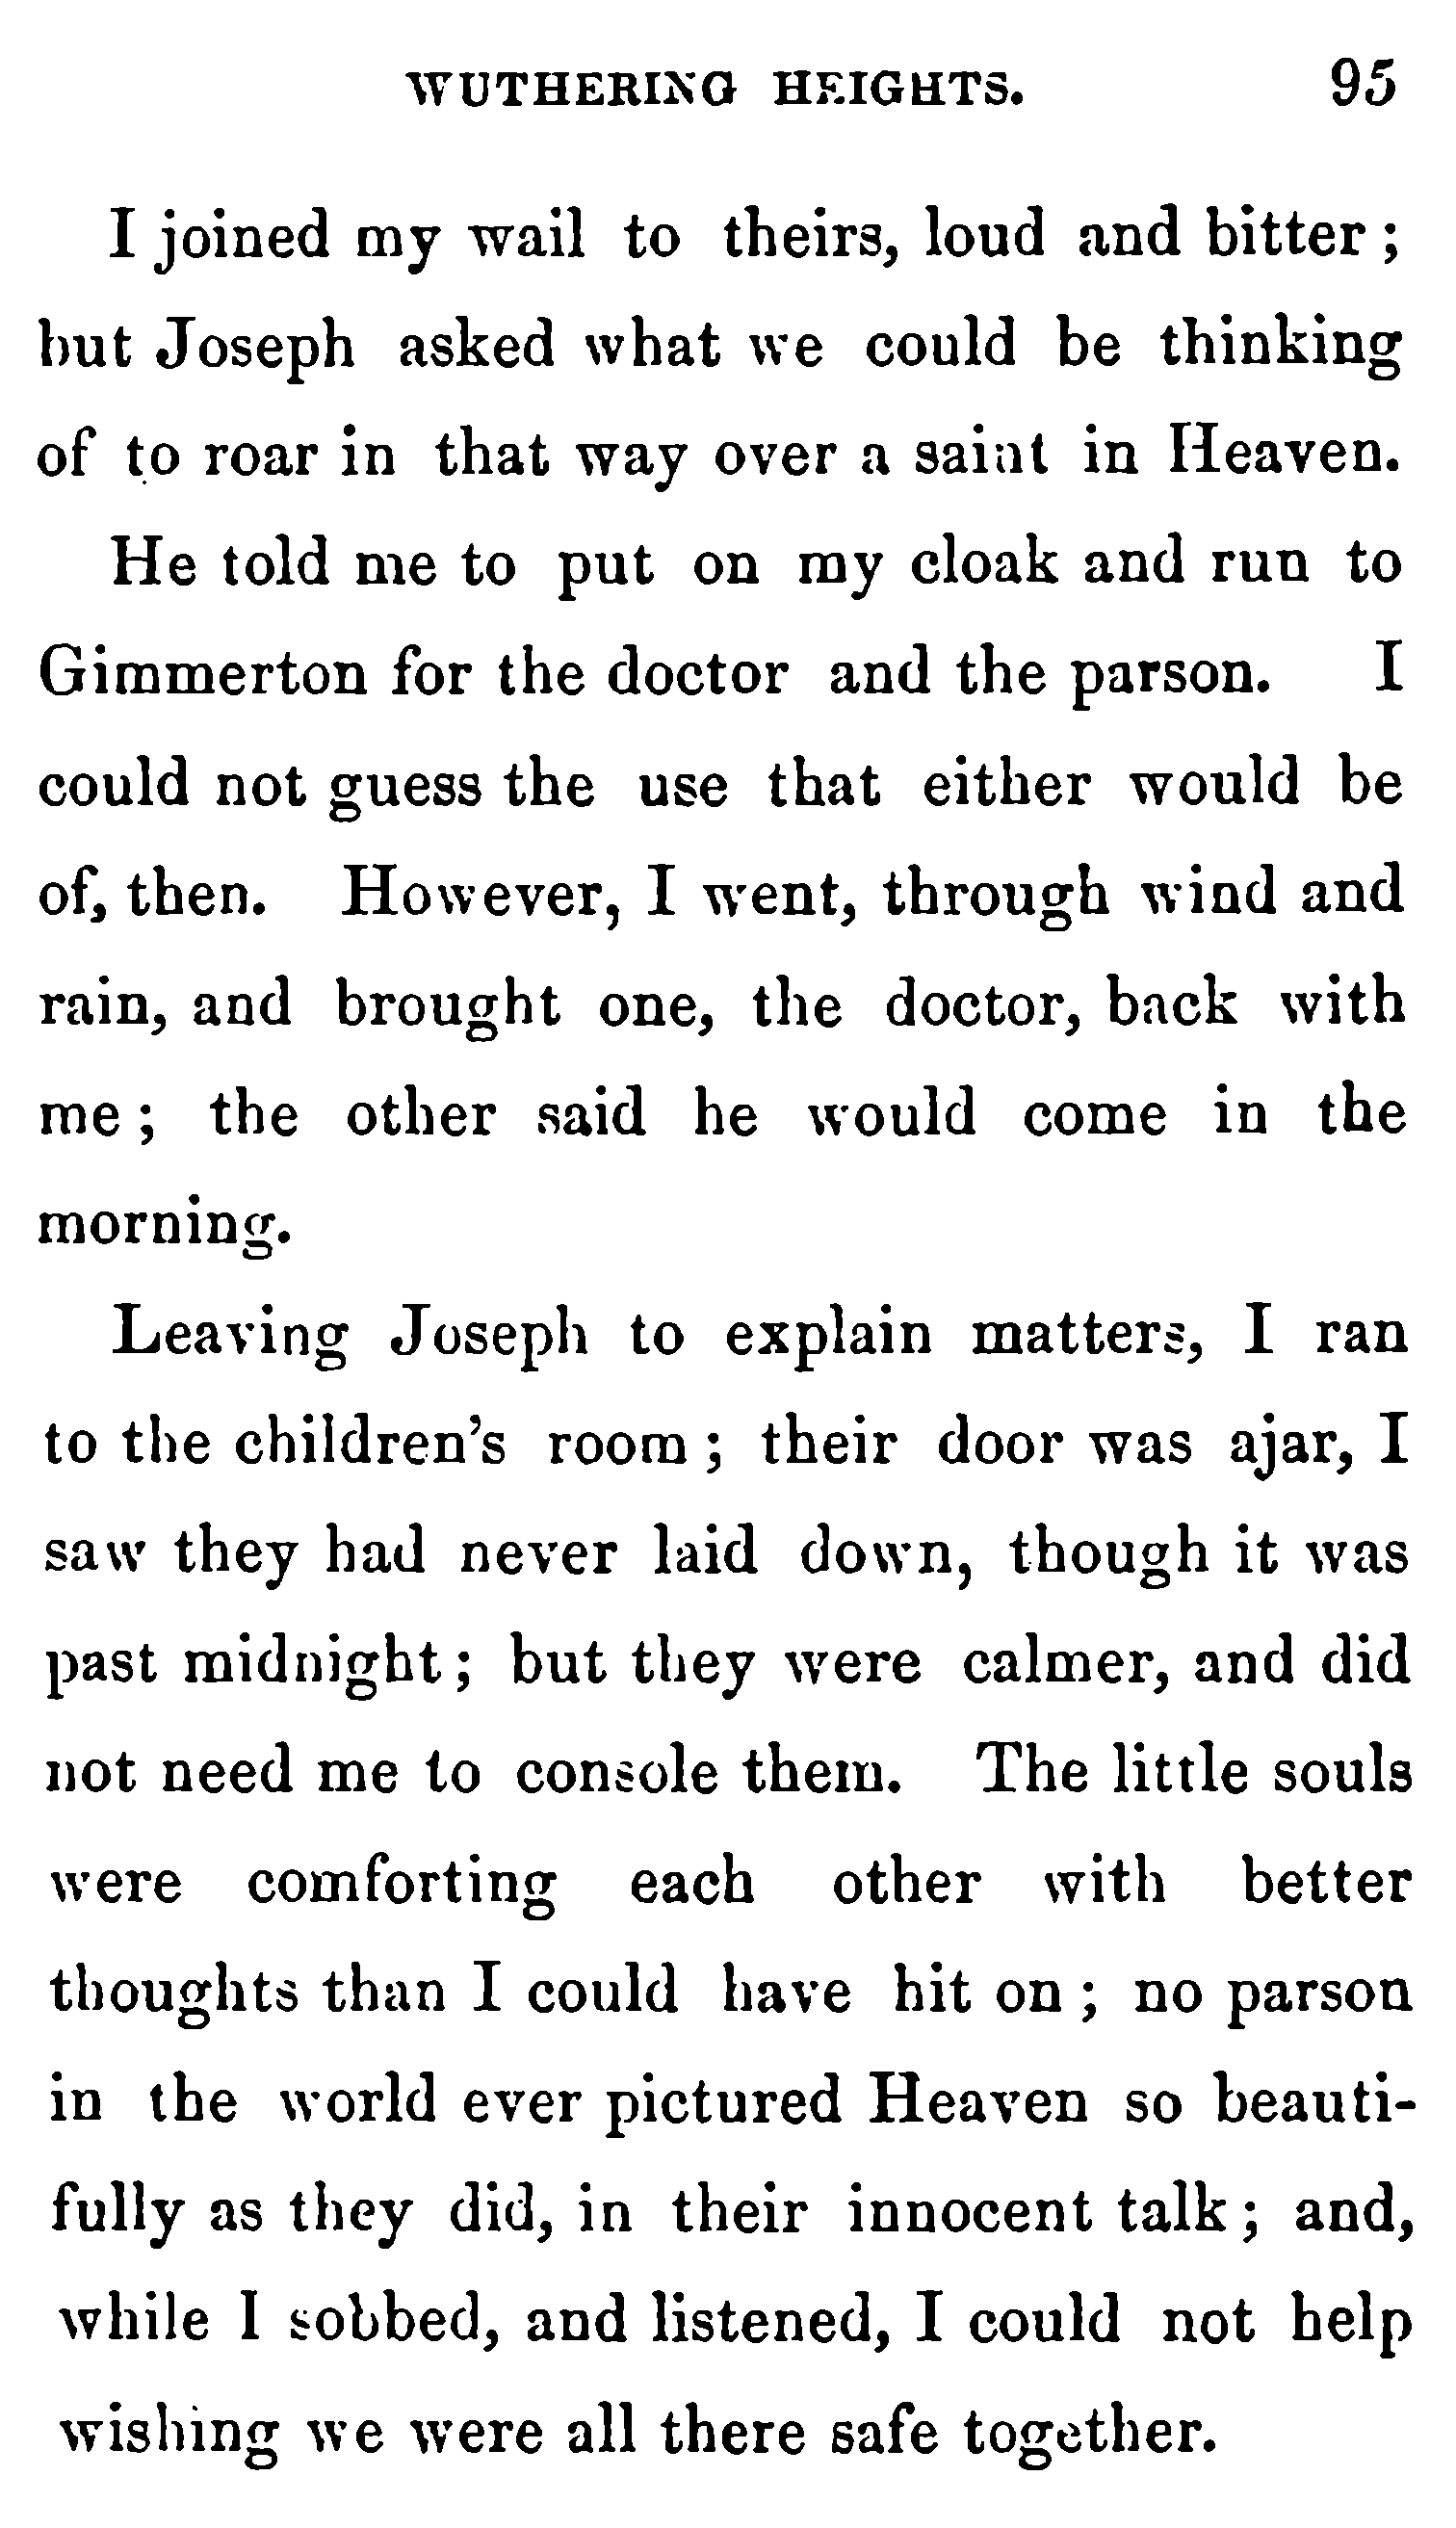 WUTHERING HEIGHTS. 95
I joined my wail to theirs, loud and bitter ;
but Joseph asked what we could be thinking
of to roar in that way over a saint in Heaven.
He told me to put on my cloak and run to
Gimmerton for the doctor and the parson. I
could not guess the use that either would be
of, then. However, I went, through wind and
rain, and brought one, the doctor, back with
me ; the other said he would come in the
morning.
Leaving Joseph to explain matters, I ran
to the children's room ; their door was ajar, I
saw they had never laid down, though it was
past midnight ; but they were calmer, and did
not need me to console them. The little souls
were comforting each other with better
thoughts than I could have hit on ; no parson
in the world ever pictured Heaven so beauti-
fully as they did, in their innocent talk ; and,
while I sobbed, and listened, I could not help
wishing we were all there safe together.